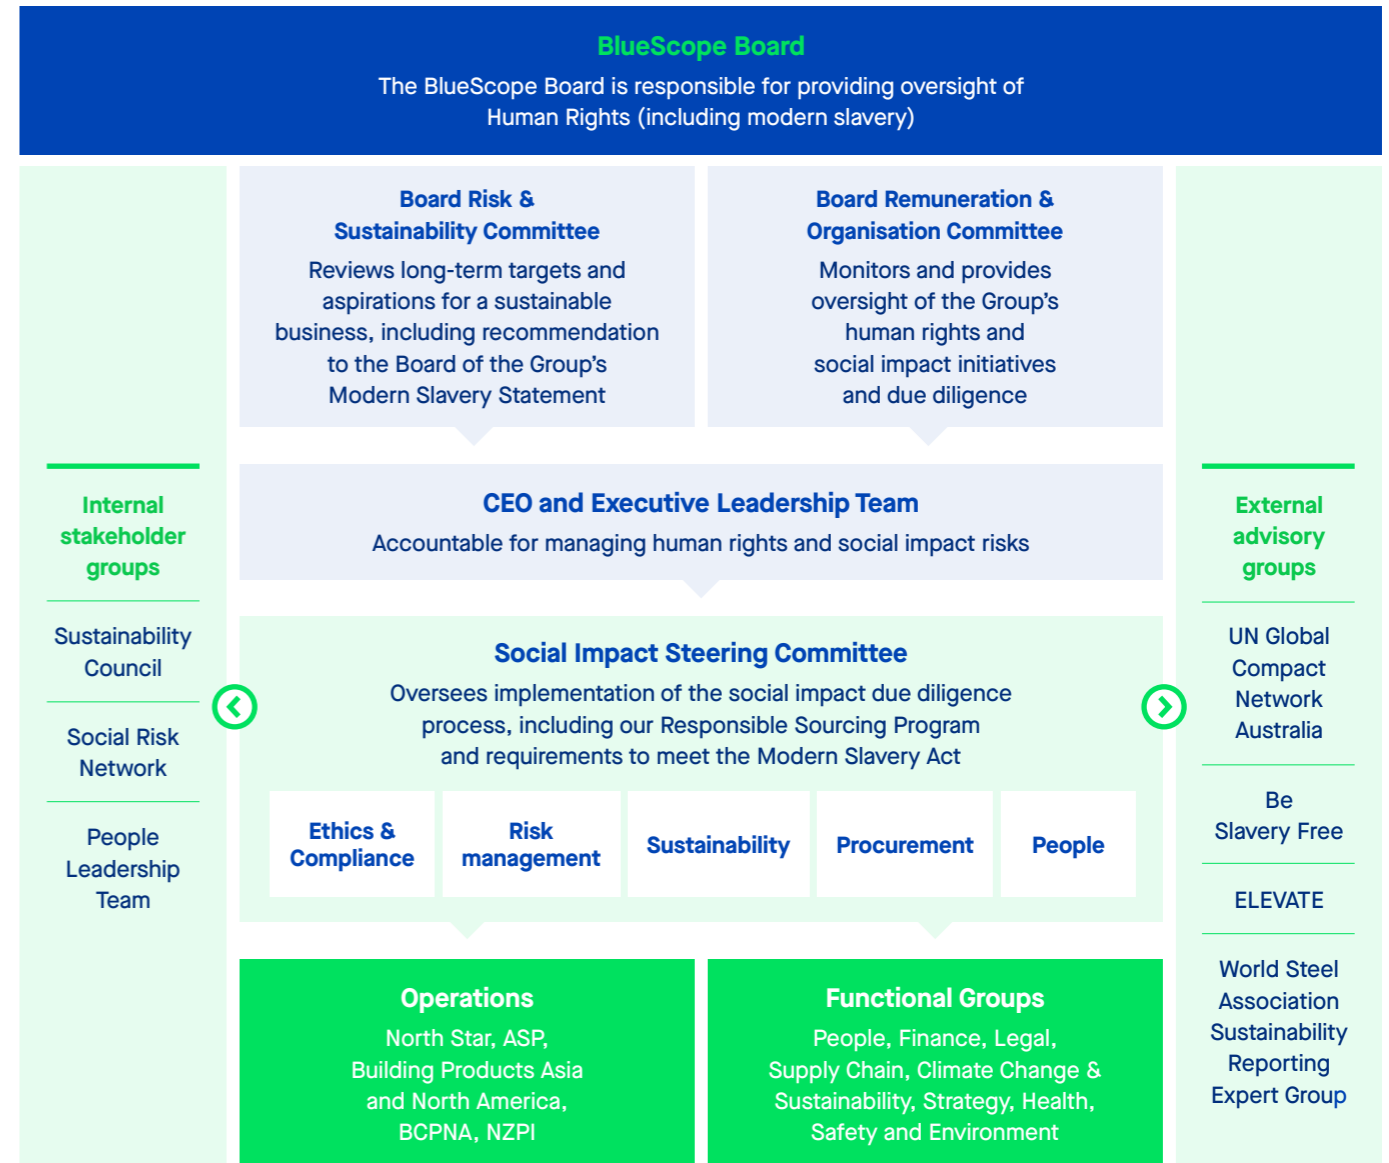 BlueScope Board
The BlueScope Board is responsible for providing oversight of
Human Rights (including modern slavery)
Board Risk &
Sustainability Committee
Reviews long-term targets and
aspirations for a sustainable
business, including recommendation
to the Board of the Group's
Modern Slavery Statement
Board Remuneration &
Organisation Committee
Monitors and provides
oversight of the Group's
human rights and
social impact initiatives
and due diligence
Internal
stakeholder
groups
Sustainability
Council
Social Risk
Network
People
Leadership
Team
CEO and Executive Leadership Team
Accountable for managing human rights and social impact risks
Social Impact Steering Committee
Oversees implementation of the social impact due diligence
process, including our Responsible Sourcing Program
and requirements to meet the Modern Slavery Act
Ethics &
Compliance
Risk
management
Sustainability
Procurement
People
External
advisory
groups
UN Global
Compact
Network
Australia
Be
Slavery Free
ELEVATE
World Steel
Association
Sustainability
Reporting
Expert Group
Operations
North Star, ASP,
Building Products Asia
and North America,
BCPNA, NZPI
Functional Groups
People, Finance, Legal,
Supply Chain, Climate Change &
Sustainability, Strategy, Health,
Safety and Environment